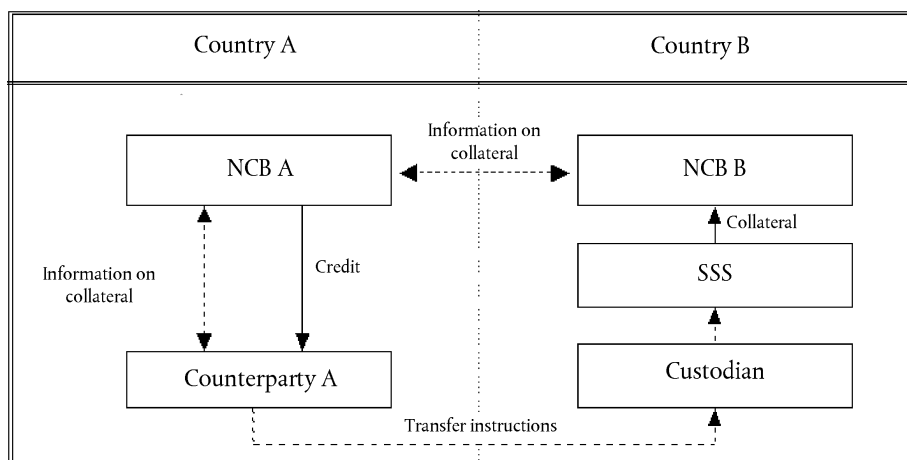 Country A
Country B
Information on
collateral
NCB A
NCB B
Collateral
Information on
collateral
Credit
SSS
Counterparty A
Custodian
Transfer instructions